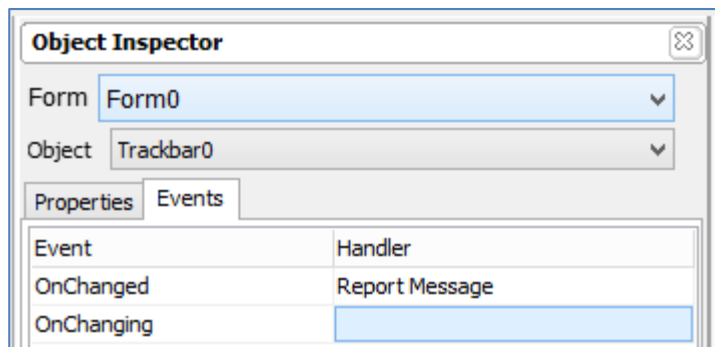 Object Inspector
Form Form0
Object Trackbar0
Properties Events
Event Handler
OnChanged Report Message
OnChanging